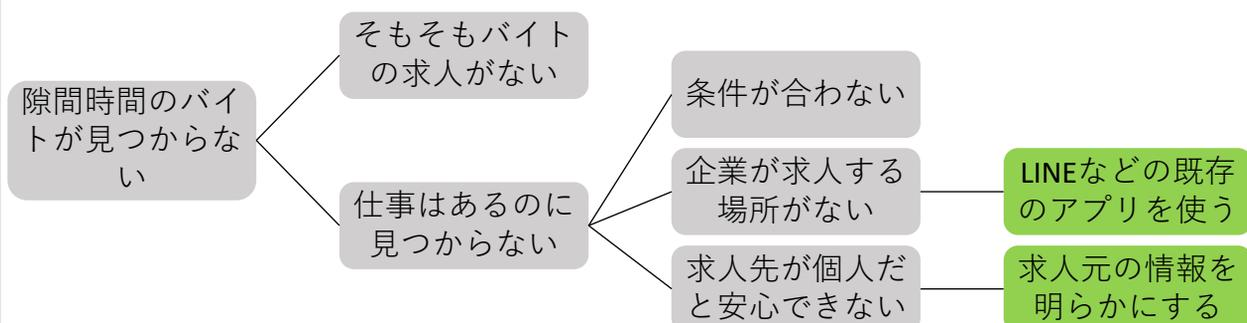 隙間時間のバイ
トが見つからな
い
そもそもバイト
の求人がない
仕事はあるのに
見つからない
条件が合わない
企業が求人する
場所がない
求人先が個人だ
と安心できない
LINEなどの既存
のアプリを使う
求人元の情報を
明らかにする